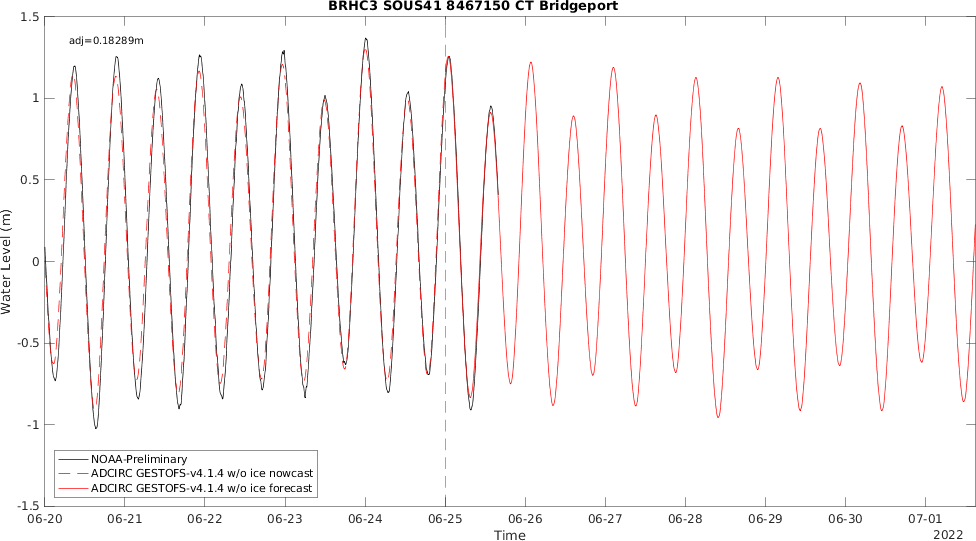 BRHC3 SOUS41 8467150 CT Bridgeport
adj=0.18289m
1.5
1
0.5
0
-0.5
-1
-1.5
Water Level (m)
NOAA-Preliminary
ADCIRC GESTOFS-v4.1.4 w/o ice nowcast
ADCIRC GESTOFS-v4.1.4 w/o ice forecast
06-20 06-21 06-22 06-23 06-24 06-25 06-26 06-27 06-28 06-29 06-30 07-01
Time
2022